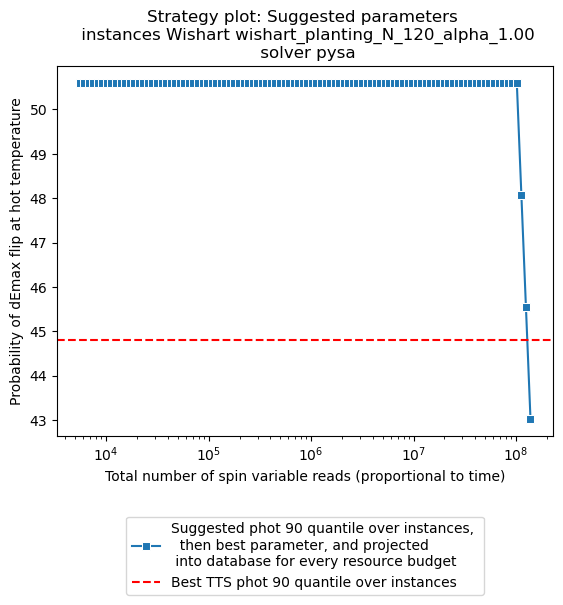 Strategy plot: Suggested parameters
instances Wishart wishart_planting_N_120_alpha_1.00
solver pysa
Probability of dEmax flip at hot temperature
50
49
48
47
46
45
44
43
10^4
10^5
10^6
10^7
10^8
Total number of spin variable reads (proportional to time)
Suggested phot 90 quantile over instances,
then best parameter, and projected
into database for every resource budget
Best TTS phot 90 quantile over instances